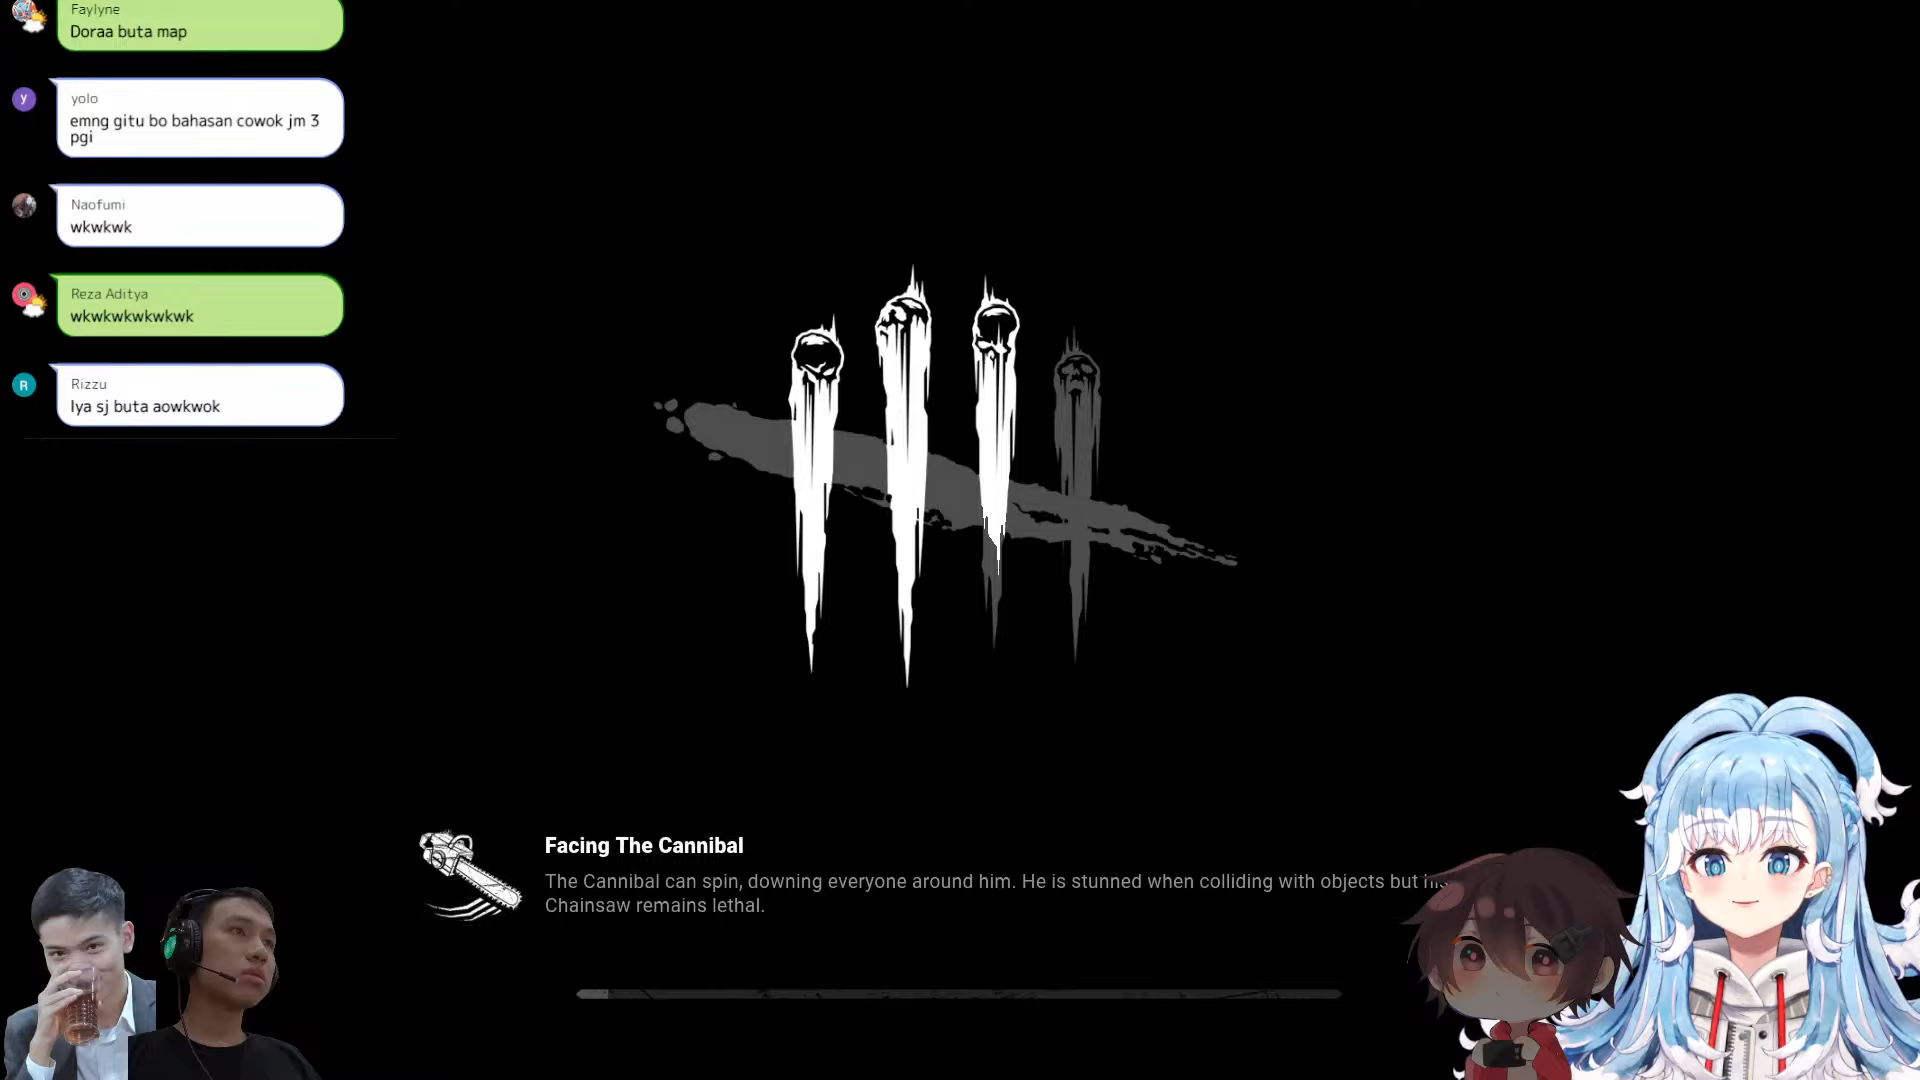 Faylyne
Doraa buta map
y
yolo
emng gitu bo bahasan cowok jm 3
pgi
Naofumi
wkwkwk
Reza Aditya
wkwkwkwkwkwk
R
Rizzu
Iya sj buta aowkwok
Facing The Cannibal
The Cannibal can spin, downing everyone around him. He is stunned when colliding with objects but his
Chainsaw remains lethal.